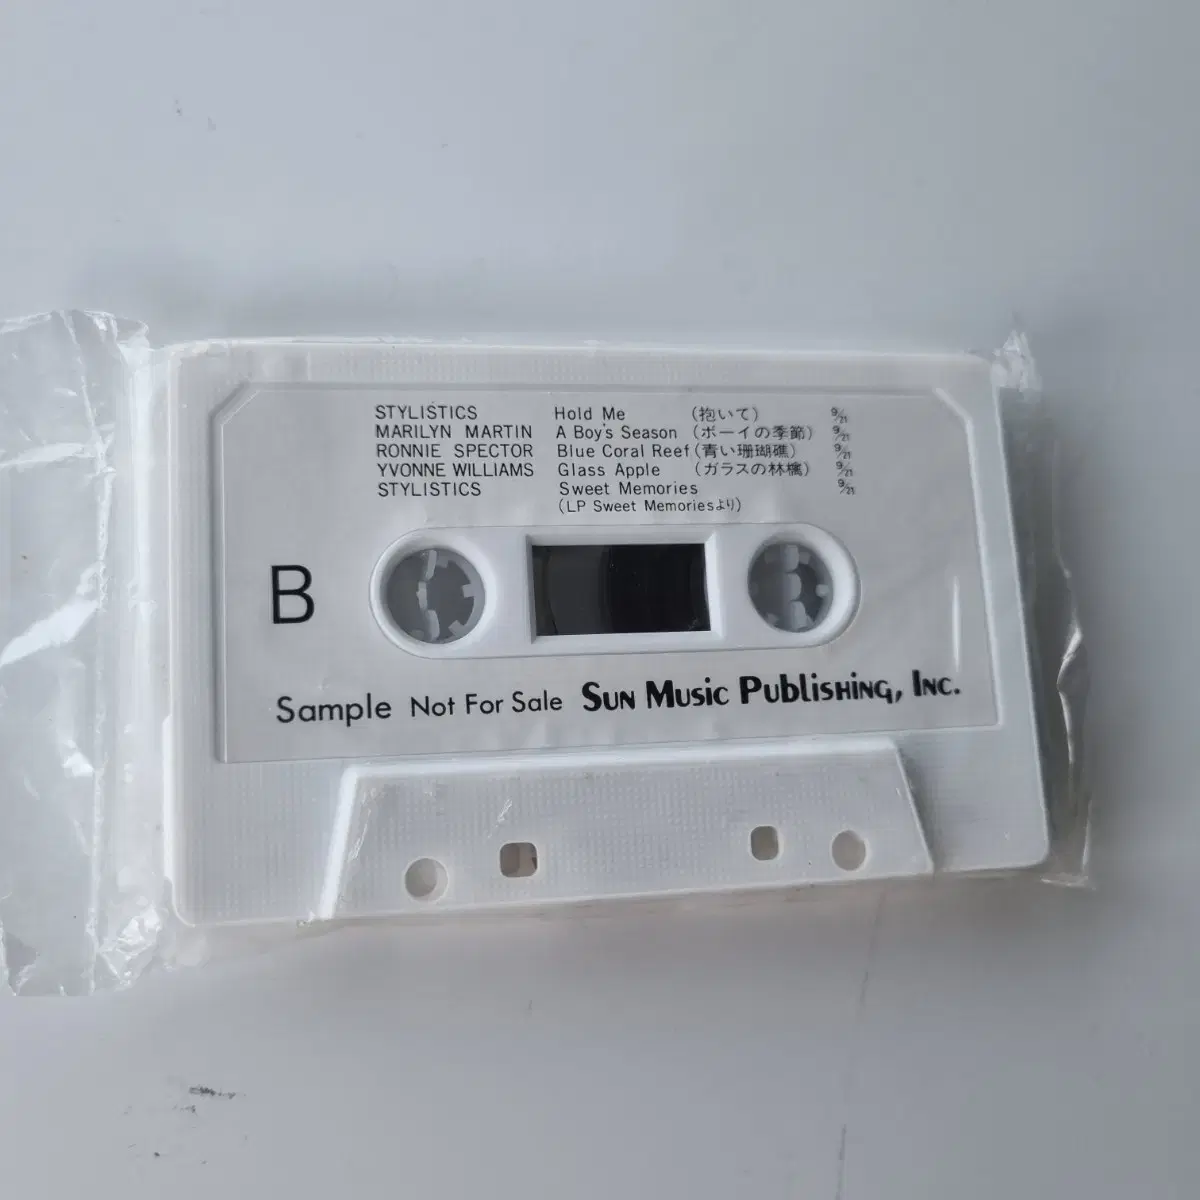 STYLISTICS Hold Me (抱いて) 9/21
MARILYN MARTIN A Boy's Season (ボーイの季節) 9/21
RONNIE SPECTOR Blue Coral Reef (青い珊瑚礁) 9/21
YVONNE WILLIAMS Glass Apple (ガラスの林檎) 9/21
STYLISTICS Sweet Memories 9/21
(LP Sweet Memoriesより)
B
Sample Not For Sale Sun Music Publishing, Inc.